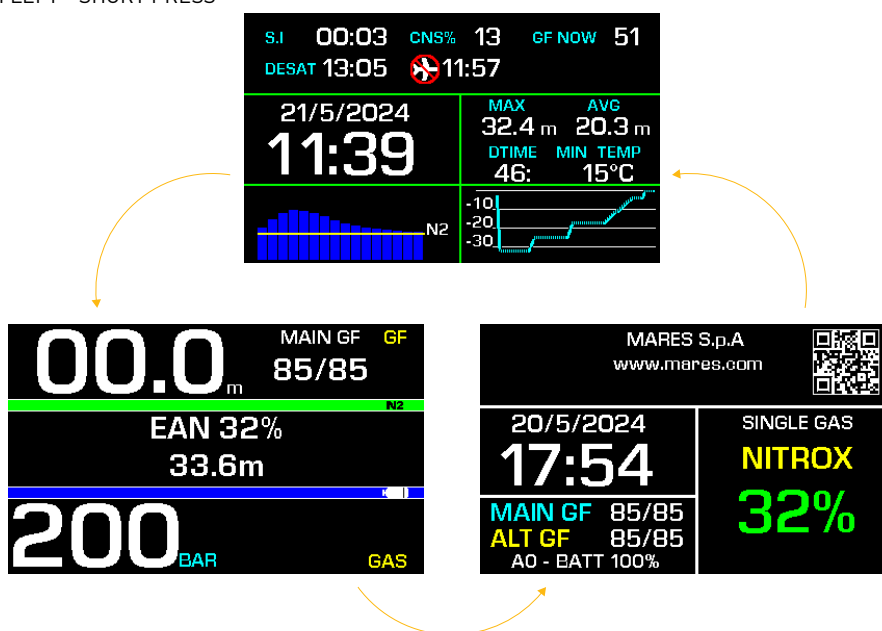 S.I 00:03 CNS% 13 GF NOW 51
DESAT 13:05 11:57
21/5/2024
11:39
MAX AVG
32.4 m 20.3 m
DTIME MIN TEMP
46: 15°C
N2
-10
-20
-30
00.0 m
MAIN GF GF
85/85
N2
EAN 32%
33.6m
200 BAR
GAS
MARES S.p.A
www.mares.com
20/5/2024
17:54
MAIN GF 85/85
ALT GF 85/85
A0 - BATT 100%
SINGLE GAS
NITROX
32%